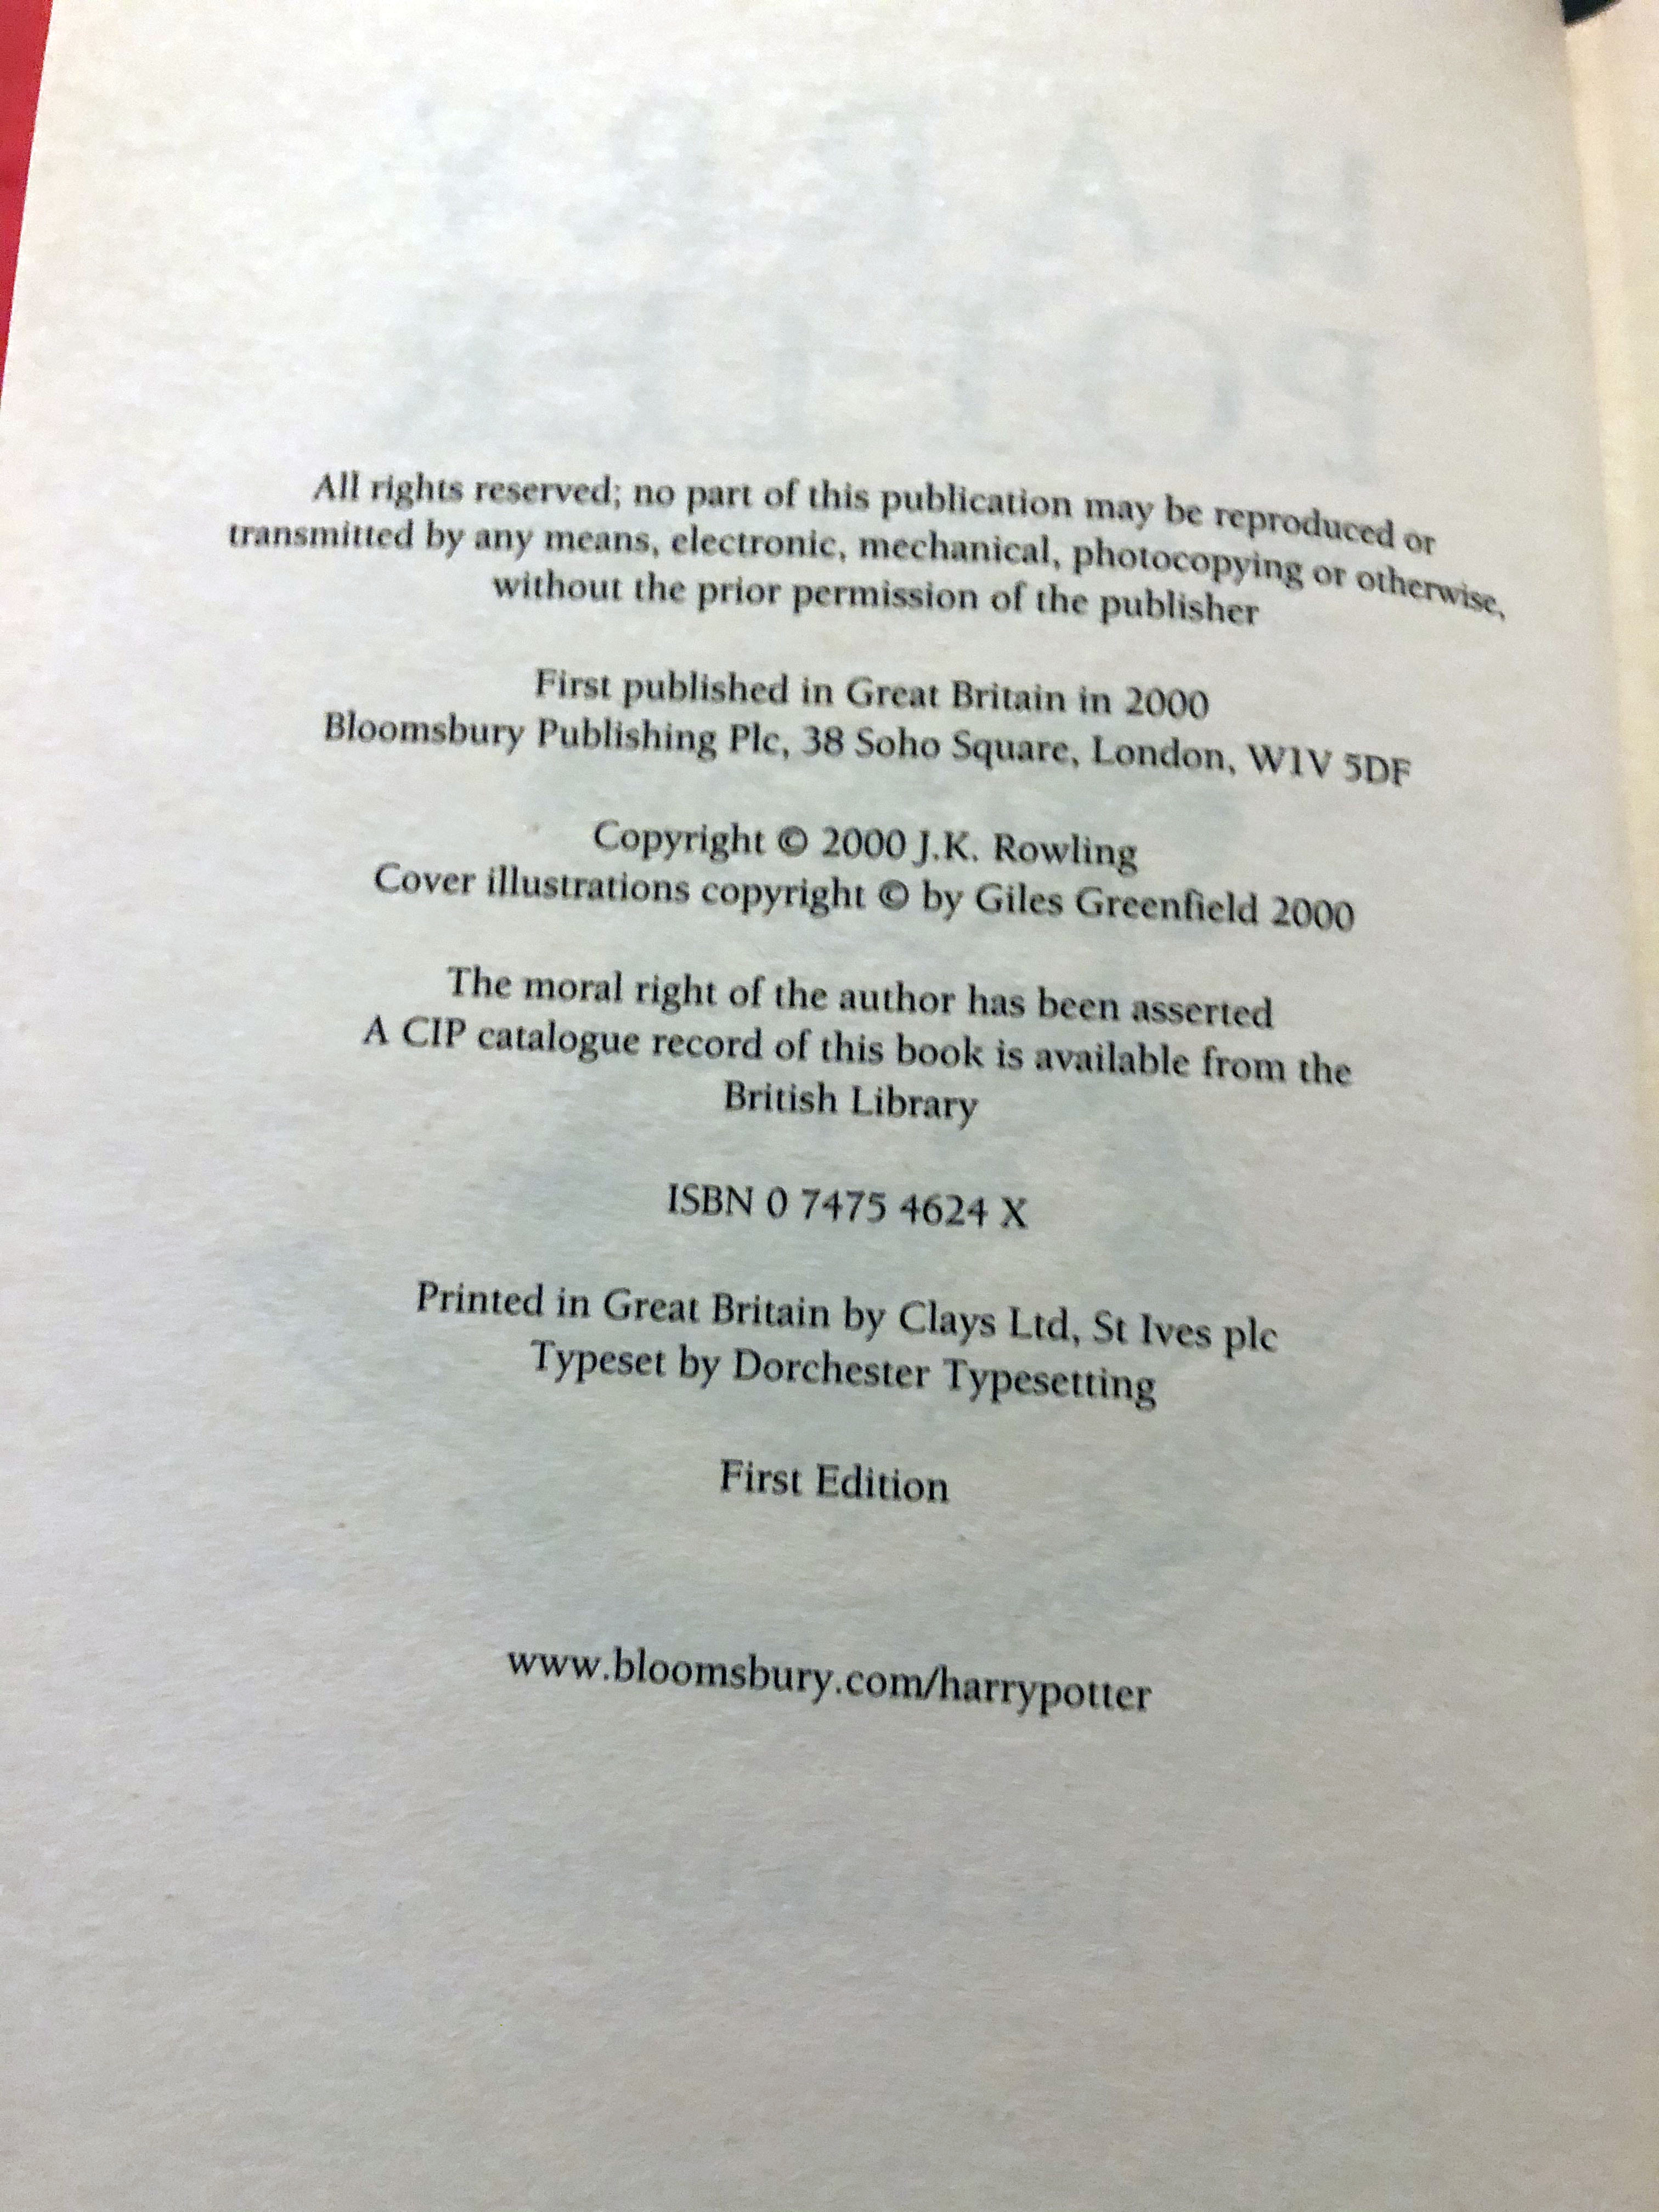 All rights reserved; no part of this publication may be reproduced or
transmitted by any means, electronic, mechanical, photocopying or otherwise,
without the prior permission of the publisher
First published in Great Britain in 2000
Bloomsbury Publishing Plc, 38 Soho Square, London, W1V 5DF
Copyright © 2000 J.K. Rowling
Cover illustrations copyright © by Giles Greenfield 2000
The moral right of the author has been asserted
A CIP catalogue record of this book is available from the
British Library
ISBN 0 7475 4624 X
Printed in Great Britain by Clays Ltd, St Ives plc
Typeset by Dorchester Typesetting
First Edition
www.bloomsbury.com/harrypotter